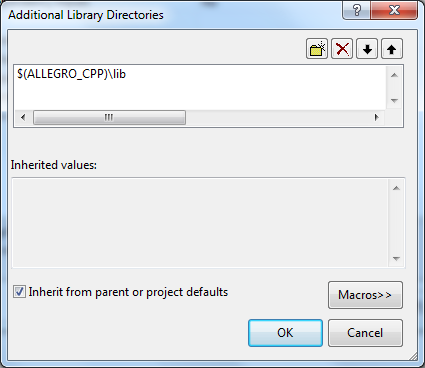 Additional Library Directories
$(ALLEGRO_CPP)\lib
Inherited values:
Inherit from parent or project defaults
Macros>>
OK
Cancel